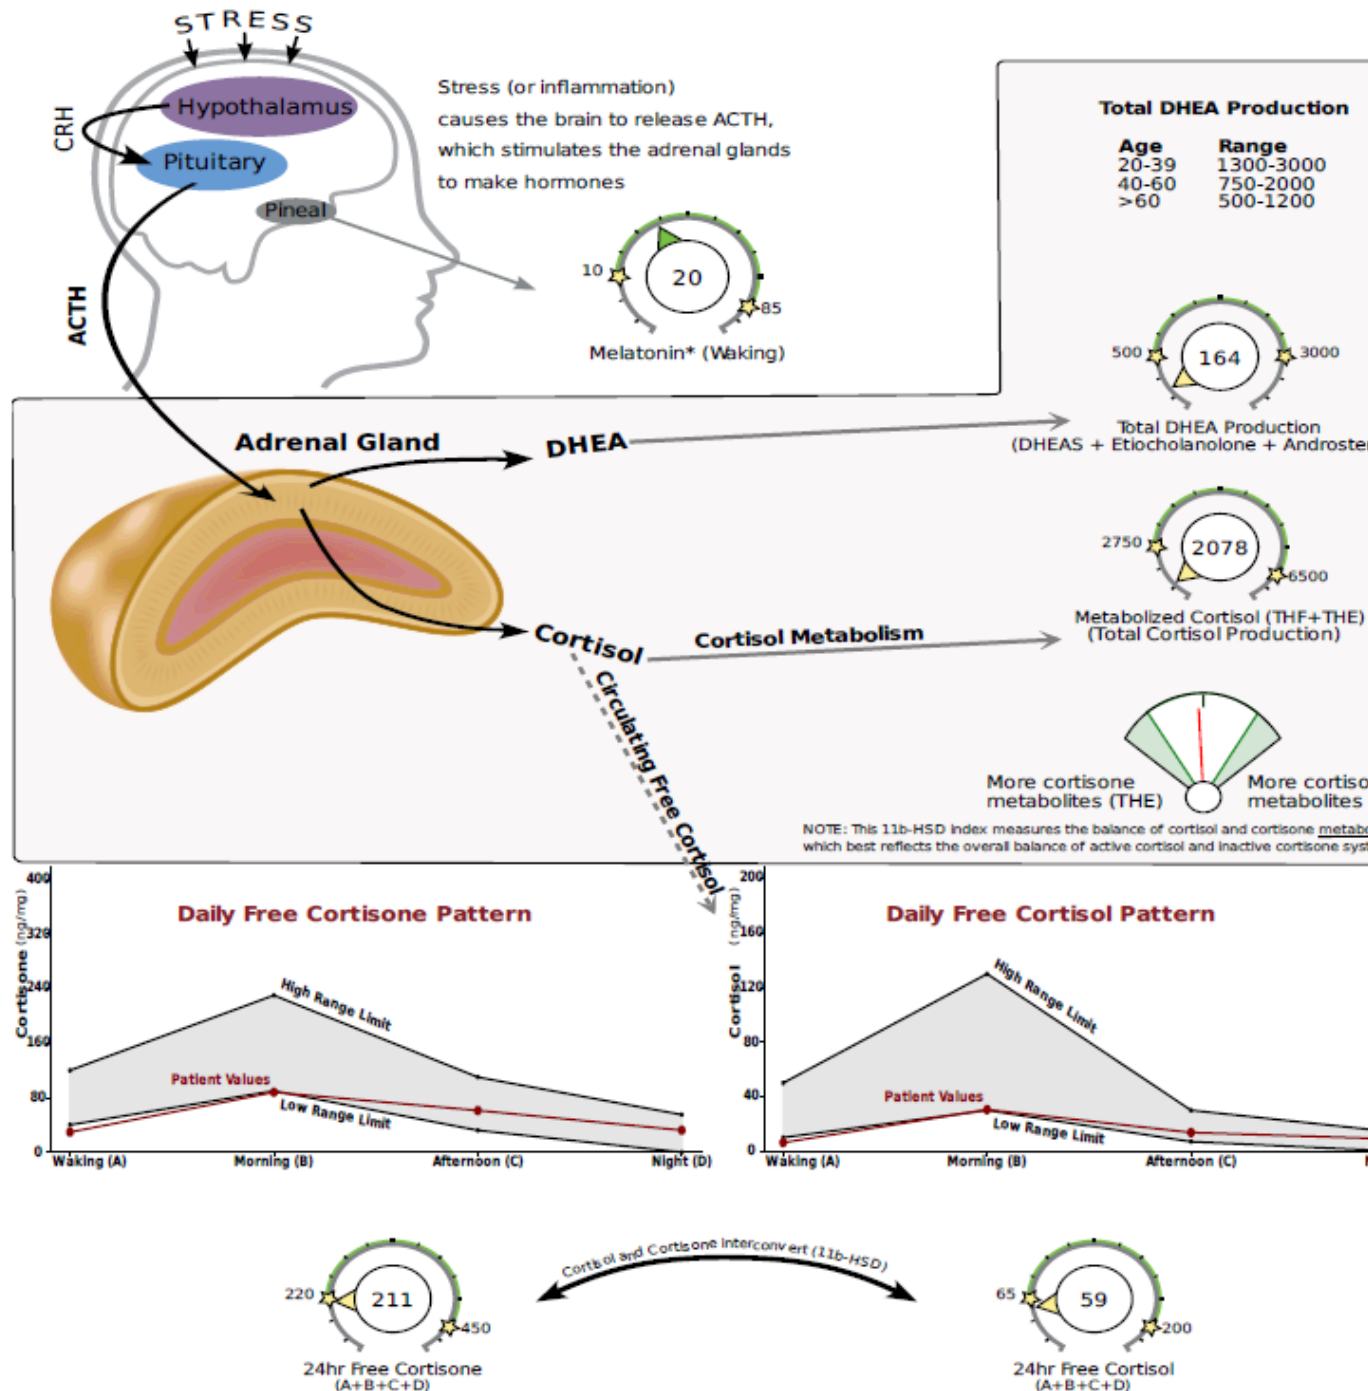 STRESS
Hypothalamus
CRH
Pituitary
Pineal
ACTH
Stress (or inflammation)
causes the brain to release ACTH,
which stimulates the adrenal glands
to make hormones
10
20
85
Melatonin* (Waking)
Total DHEA Production
Age Range
20-39 1300-3000
40-60 750-2000
>60 500-1200
500
164
3000
Total DHEA Production
(DHEAS + Etiocholanolone + Androster
Adrenal Gland
DHEA
2750
2078
6500
Metabolized Cortisol (THF+THE)
(Total Cortisol Production)
Cortisol
Cortisol Metabolism
Circulating Free Cortisol
More cortisone
metabolites (THE)
More cortiso
metabolites
NOTE: This 11b-HSD index measures the balance of cortisol and cortisone metabo
which best reflects the overall balance of active cortisol and inactive cortisone syst
Daily Free Cortisone Pattern
Cortisone (ng/mg)
400
320
240
160
80
0
High Range Limit
Patient Values
Low Range Limit
Waking (A) Morning (B) Afternoon (C) Night (D)
Daily Free Cortisol Pattern
Cortisol (ng/mg)
200
160
120
80
40
0
High Range Limit
Patient Values
Low Range Limit
Waking (A) Morning (B) Afternoon (C) N
220
211
450
24hr Free Cortisone
(A+B+C+D)
Cortisol and Cortisone interconvert (11b-HSD)
65
59
200
24hr Free Cortisol
(A+B+C+D)